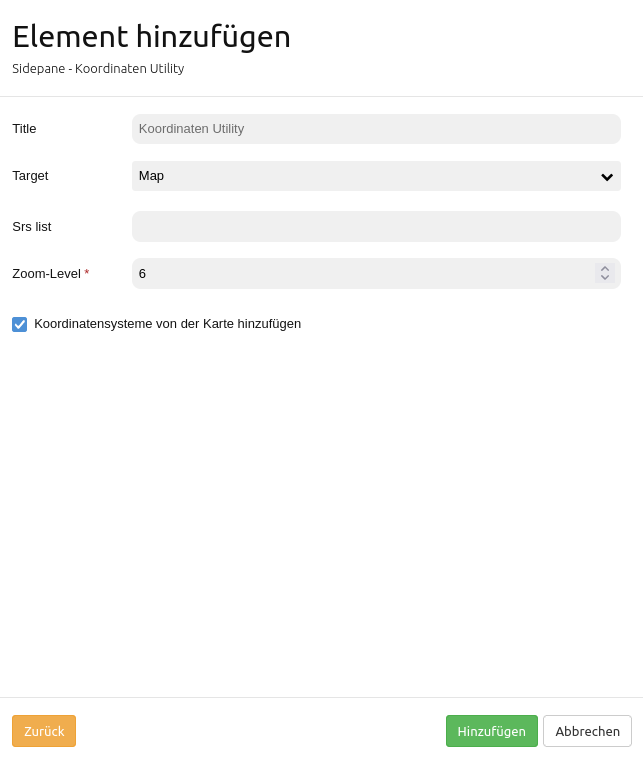 Element hinzufügen
Sidepane - Koordinaten Utility
Title
Koordinaten Utility
Target
Map
Srs list
Zoom-Level *
6
Koordinatensysteme von der Karte hinzufügen
Zurück
Hinzufügen
Abbrechen